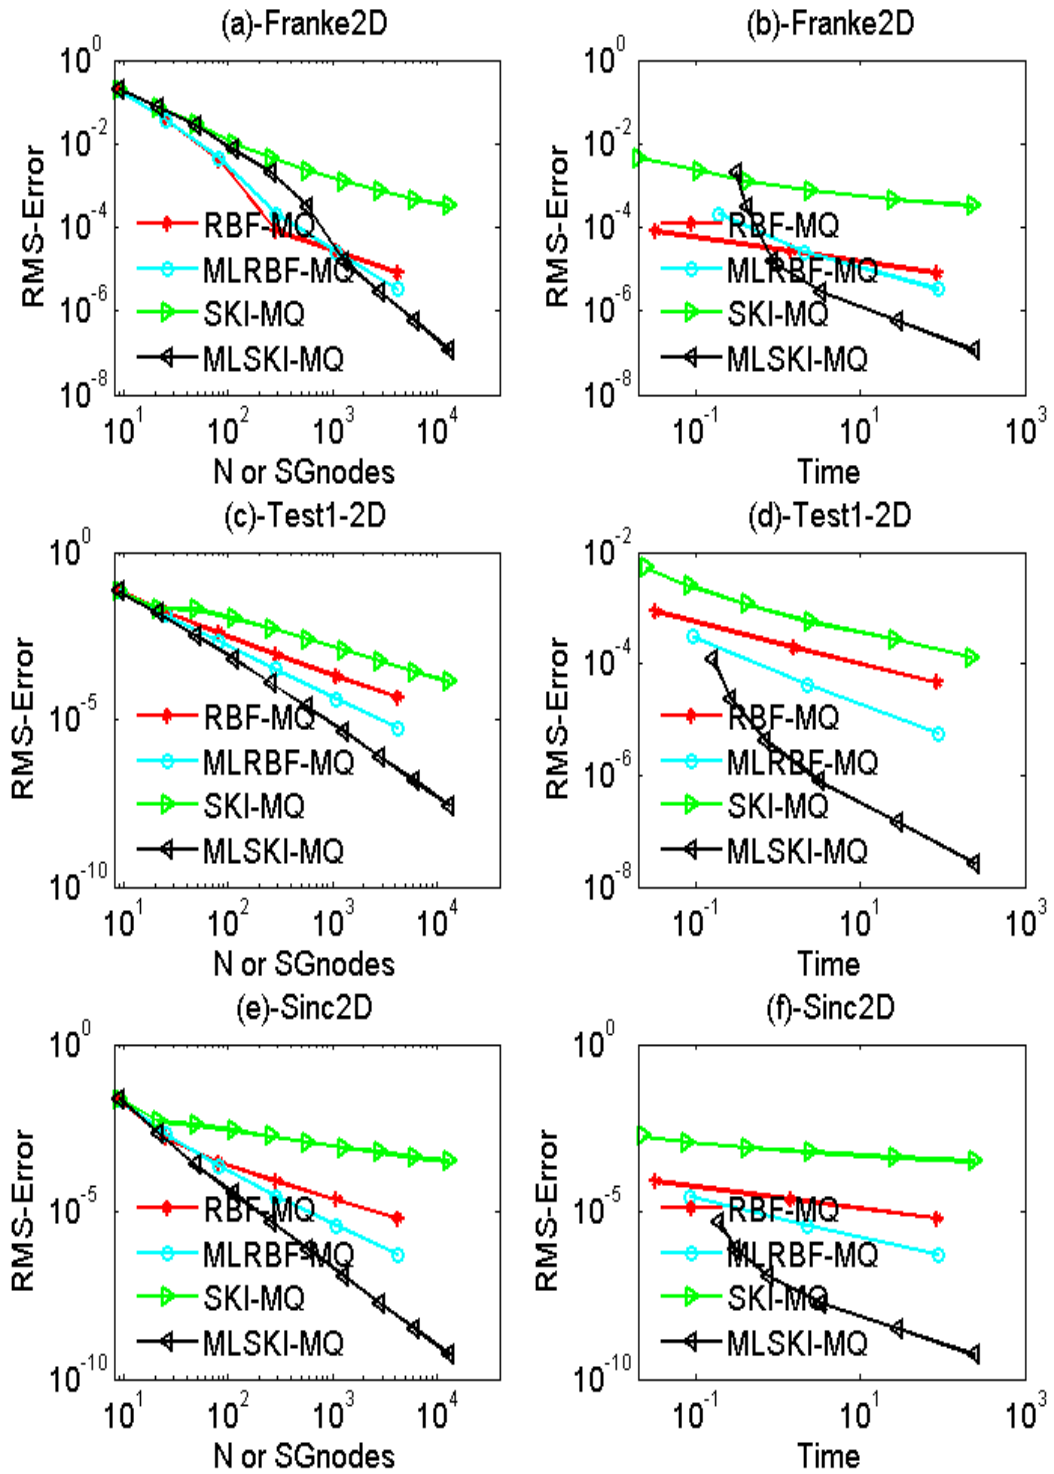 (a)-Franke2D
RMS-Error
10^0
10^-2
10^-4
10^-6
10^-8
RBF-MQ
MLRBF-MQ
SKI-MQ
MLSKI-MQ
10^1 10^2 10^3 10^4
N or SGnodes
(b)-Franke2D
RMS-Error
10^0
10^-2
10^-4
10^-6
10^-8
RBF-MQ
MLRBF-MQ
SKI-MQ
MLSKI-MQ
10^-1 10^1 10^3
Time
(c)-Test1-2D
RMS-Error
10^0
10^-5
10^-10
RBF-MQ
MLRBF-MQ
SKI-MQ
MLSKI-MQ
10^1 10^2 10^3 10^4
N or SGnodes
(d)-Test1-2D
RMS-Error
10^-2
10^-4
10^-6
10^-8
RBF-MQ
MLRBF-MQ
SKI-MQ
MLSKI-MQ
10^-1 10^1 10^3
Time
(e)-Sinc2D
RMS-Error
10^0
10^-5
10^-10
RBF-MQ
MLRBF-MQ
SKI-MQ
MLSKI-MQ
10^1 10^2 10^3 10^4
N or SGnodes
(f)-Sinc2D
RMS-Error
10^0
10^-5
10^-10
RBF-MQ
MLRBF-MQ
SKI-MQ
MLSKI-MQ
10^-1 10^1 10^3
Time